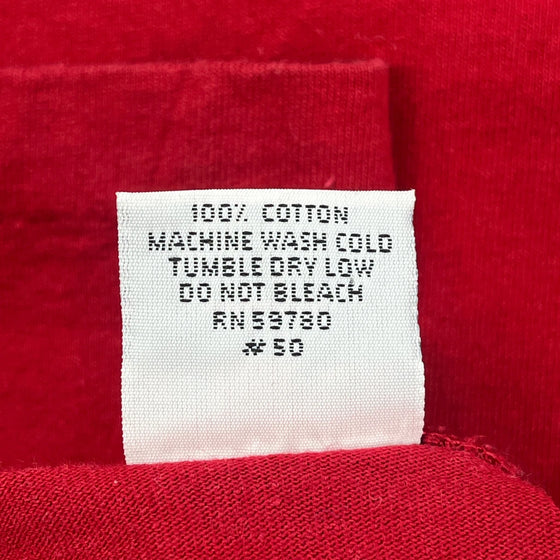 100% COTTON
MACHINE WASH COLD
TUMBLE DRY LOW
DO NOT BLEACH
RN 59780
# 50